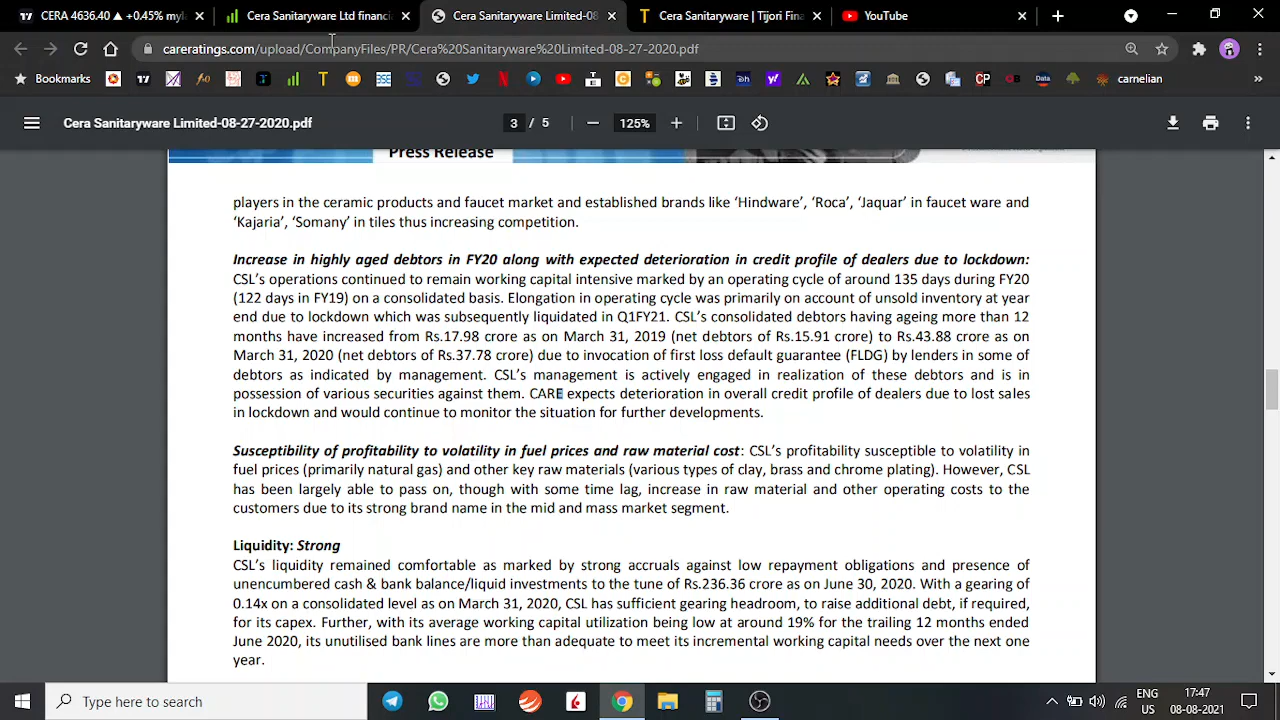 CERA 4636.40 ▲ +0.45% myla
Cera Sanitaryware Ltd financi
Cera Sanitaryware Limited-08-
Cera Sanitaryware | Tijori Fina
YouTube
careratings.com/upload/CompanyFiles/PR/Cera%20Sanitaryware%20Limited-08-27-2020.pdf
Bookmarks
carnelian
Cera Sanitaryware Limited-08-27-2020.pdf
3 / 5
125%
Press Release
players in the ceramic products and faucet market and established brands like ‘Hindware’, ‘Roca’, ‘Jaquar’ in faucet ware and
‘Kajaria’, ‘Somany’ in tiles thus increasing competition.
Increase in highly aged debtors in FY20 along with expected deterioration in credit profile of dealers due to lockdown:
CSL’s operations continued to remain working capital intensive marked by an operating cycle of around 135 days during FY20
(122 days in FY19) on a consolidated basis. Elongation in operating cycle was primarily on account of unsold inventory at year
end due to lockdown which was subsequently liquidated in Q1FY21. CSL’s consolidated debtors having ageing more than 12
months have increased from Rs.17.98 crore as on March 31, 2019 (net debtors of Rs.15.91 crore) to Rs.43.88 crore as on
March 31, 2020 (net debtors of Rs.37.78 crore) due to invocation of first loss default guarantee (FLDG) by lenders in some of
debtors as indicated by management. CSL’s management is actively engaged in realization of these debtors and is in
possession of various securities against them. CARE expects deterioration in overall credit profile of dealers due to lost sales
in lockdown and would continue to monitor the situation for further developments.
Susceptibility of profitability to volatility in fuel prices and raw material cost: CSL’s profitability susceptible to volatility in
fuel prices (primarily natural gas) and other key raw materials (various types of clay, brass and chrome plating). However, CSL
has been largely able to pass on, though with some time lag, increase in raw material and other operating costs to the
customers due to its strong brand name in the mid and mass market segment.
Liquidity: Strong
CSL’s liquidity remained comfortable as marked by strong accruals against low repayment obligations and presence of
unencumbered cash & bank balance/liquid investments to the tune of Rs.236.36 crore as on June 30, 2020. With a gearing of
0.14x on a consolidated level as on March 31, 2020, CSL has sufficient gearing headroom, to raise additional debt, if required,
for its capex. Further, with its average working capital utilization being low at around 19% for the trailing 12 months ended
June 2020, its unutilised bank lines are more than adequate to meet its incremental working capital needs over the next one
year.
Type here to search
ENG
US
17:47
08-08-2021